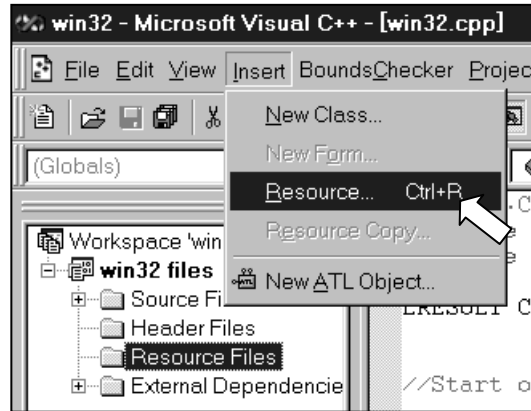 win32 - Microsoft Visual C++ - [win32.cpp]
File Edit View Insert BoundsChecker Projec
New Class...
(Globals)
New Form...
Resource... Ctrl+R
Resource Copy...
Workspace 'win
win32 files
New ATL Object...
Source Fi
LRESULT C
Header Files
Resource Files
External Dependencie
//Start o